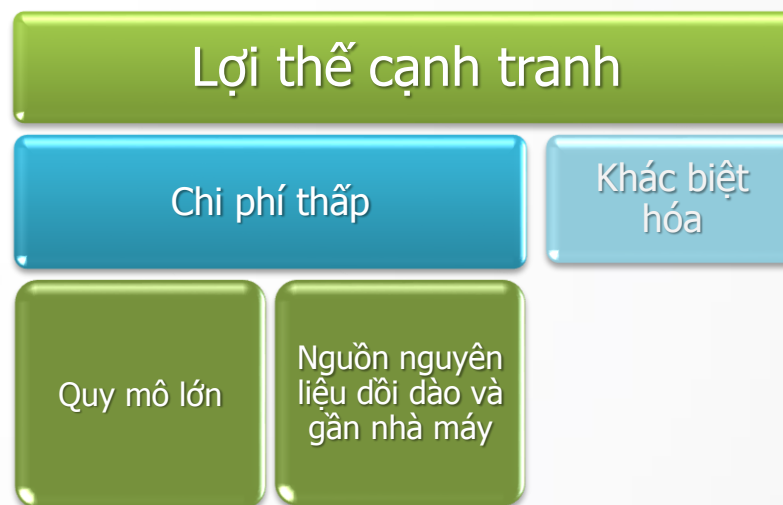 Lợi thế cạnh tranh
Chi phí thấp
Khác biệt
hóa
Quy mô lớn
Nguồn nguyên
liệu dồi dào và
gần nhà máy